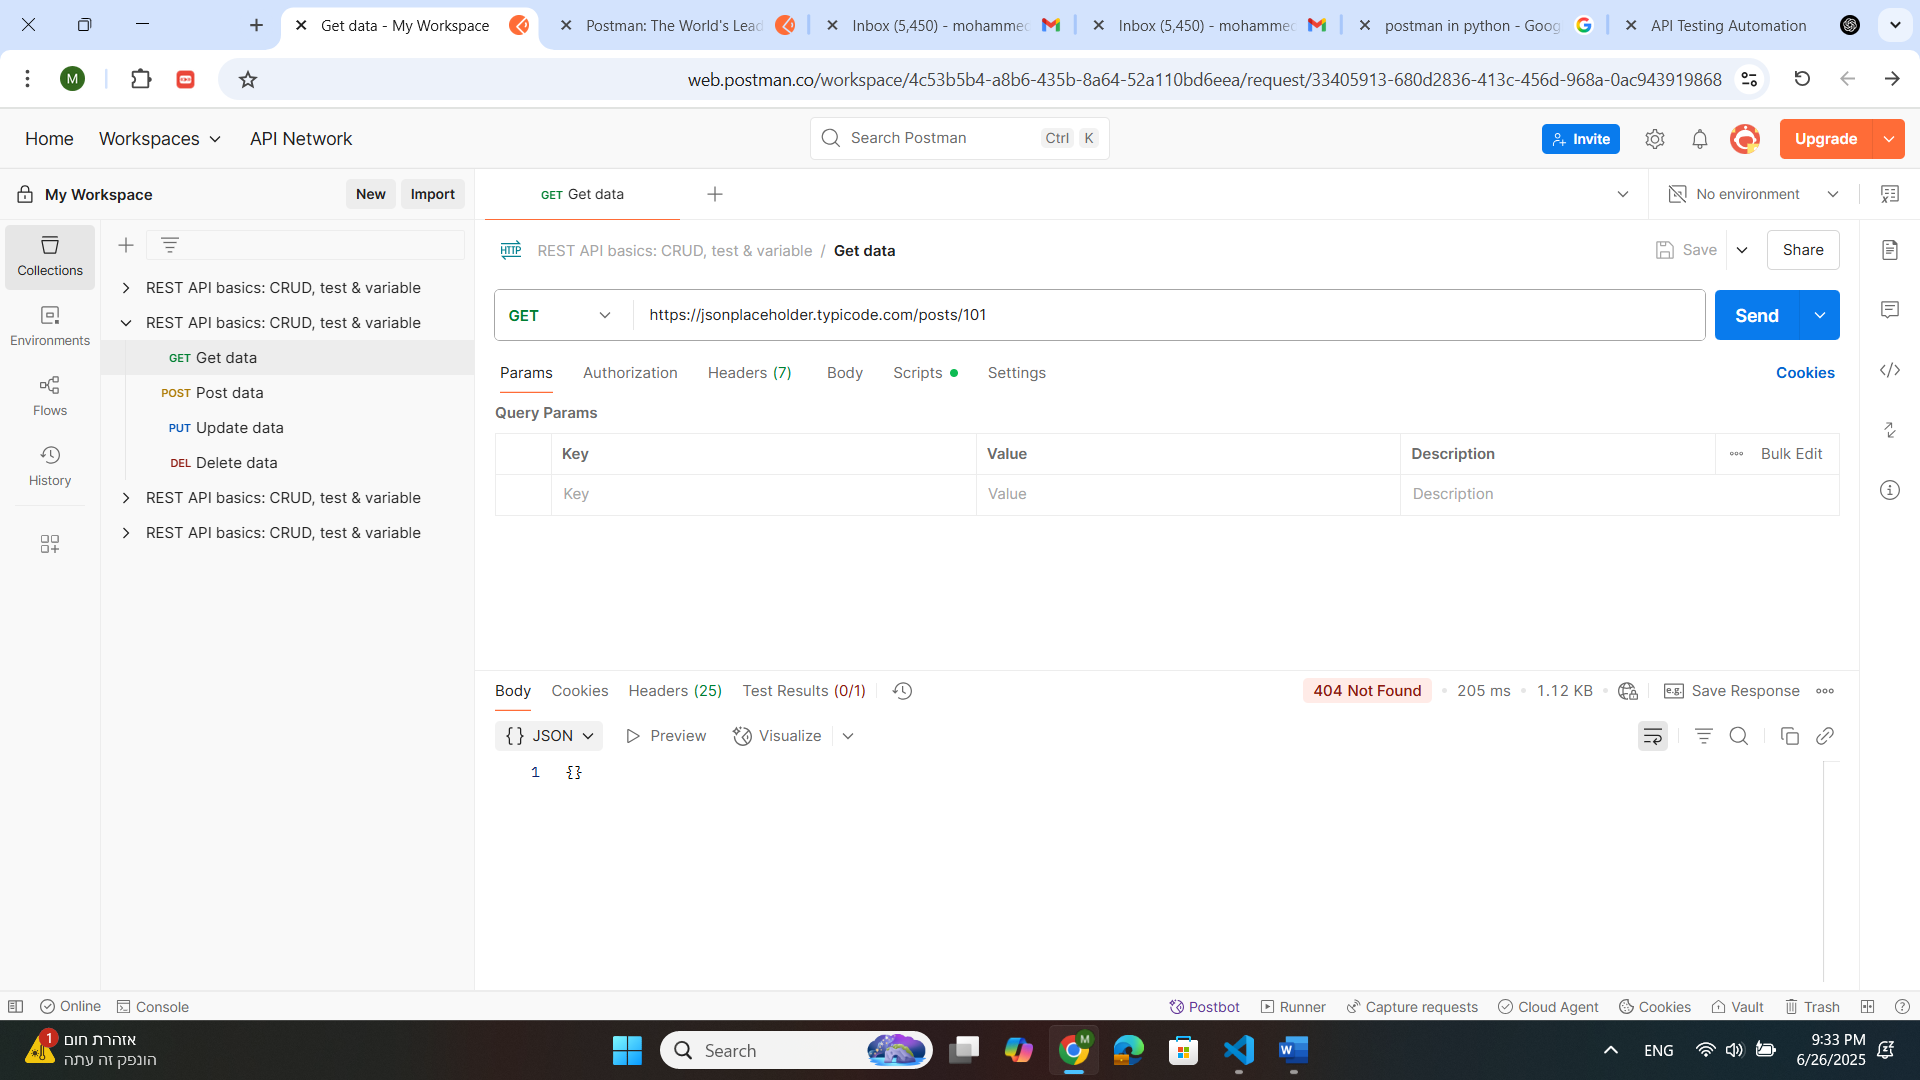 Get data - My Workspace
Postman: The World's Lead
Inbox (5,450) - mohammed
Inbox (5,450) - mohammed
postman in python - Goog
API Testing Automation
M
web.postman.co/workspace/4c53b5b4-a8b6-435b-8a64-52a110bd6eea/request/33405913-680d2836-413c-456d-968a-0ac943919868
Home Workspaces API Network
Search Postman Ctrl K
Invite
Upgrade
My Workspace New Import
GET Get data
No environment
Collections
Environments
Flows
History
REST API basics: CRUD, test & variable
REST API basics: CRUD, test & variable
GET Get data
POST Post data
PUT Update data
DEL Delete data
REST API basics: CRUD, test & variable
REST API basics: CRUD, test & variable
HTTP REST API basics: CRUD, test & variable / Get data
Save Share
GET https://jsonplaceholder.typicode.com/posts/101
Send
Params Authorization Headers (7) Body Scripts Settings Cookies
Query Params
Key Value Description Bulk Edit
Key Value Description
Body Cookies Headers (25) Test Results (0/1)
404 Not Found 205 ms 1.12 KB e.g. Save Response
{} JSON Preview Visualize
1 {}
Online Console
Postbot Runner Capture requests Cloud Agent Cookies Vault Trash
1
אזהרת חום
הונפק זה עתה
Search
M
ENG
9:33 PM
6/26/2025